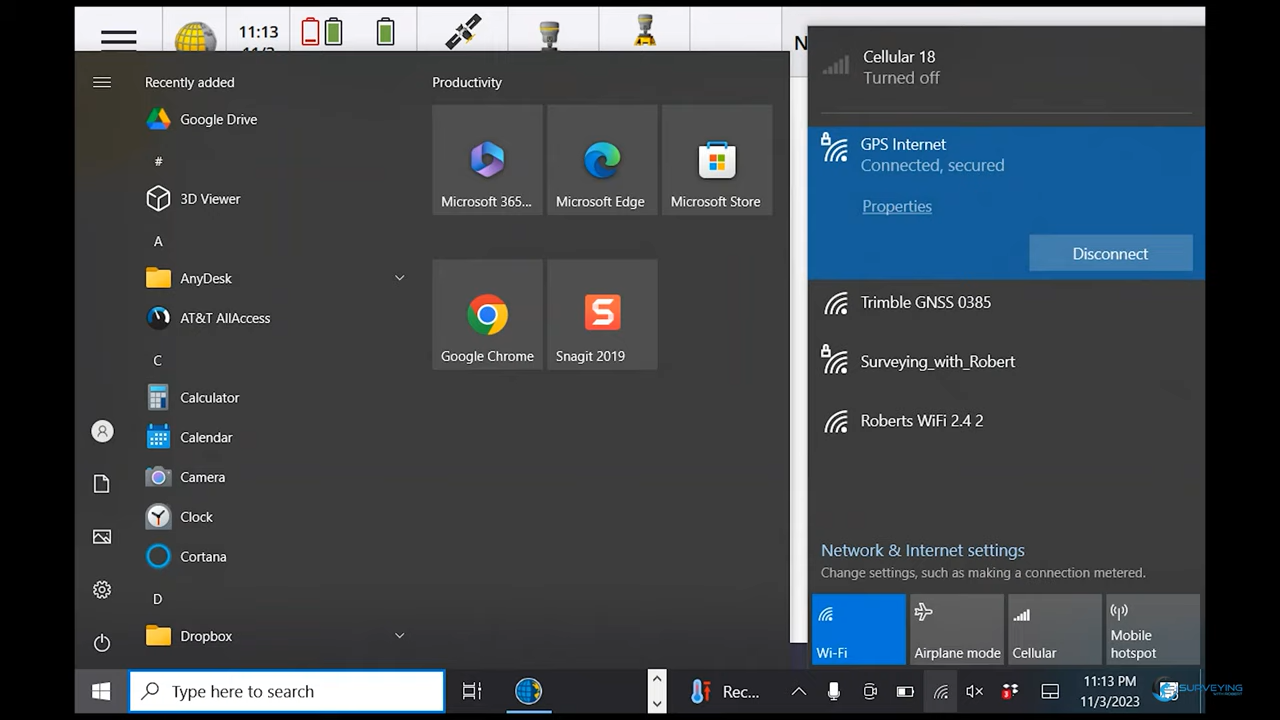 11:13
11/3
N
Recently added
Google Drive
#
3D Viewer
A
AnyDesk
AT&T AllAccess
C
Calculator
Calendar
Camera
Clock
Cortana
D
Dropbox
Productivity
Microsoft 365...
Microsoft Edge
Microsoft Store
Google Chrome
Snagit 2019
Cellular 18
Turned off
GPS Internet
Connected, secured
Properties
Disconnect
Trimble GNSS 0385
Surveying_with_Robert
Roberts WiFi 2.4 2
Network & Internet settings
Change settings, such as making a connection metered.
Wi-Fi
Airplane mode
Cellular
Mobile hotspot
Type here to search
Rec...
11:13 PM
11/3/2023
SURVEYING